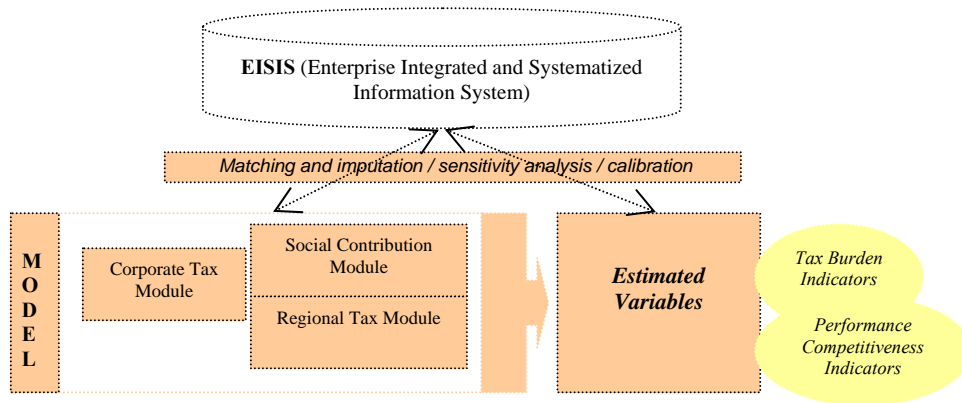 EISIS (Enterprise Integrated and Systematized
Information System)
Matching and imputation / sensitivity analysis / calibration
M
O
D
E
L
Corporate Tax
Module
Social Contribution
Module
Regional Tax Module
Estimated
Variables
Tax Burden
Indicators
Performance
Competitiveness
Indicators